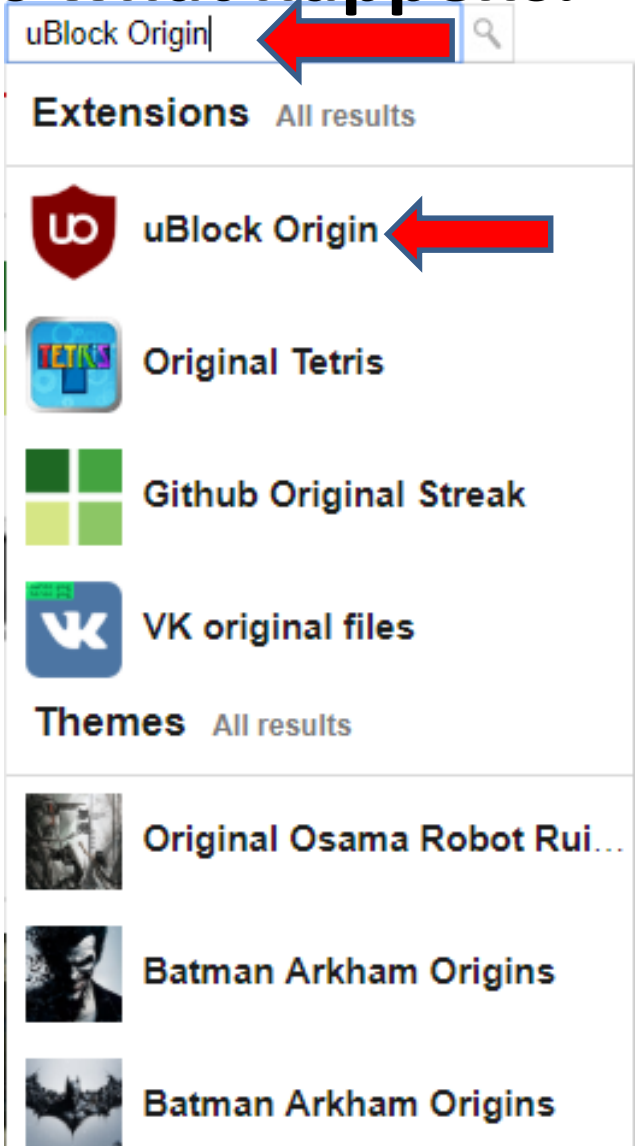 uBlock Origin
Extensions All results
uBlock Origin
TETRIS
Original Tetris
Github Original Streak
VK original files
Themes All results
Original Osama Robot Rui...
Batman Arkham Origins
Batman Arkham Origins